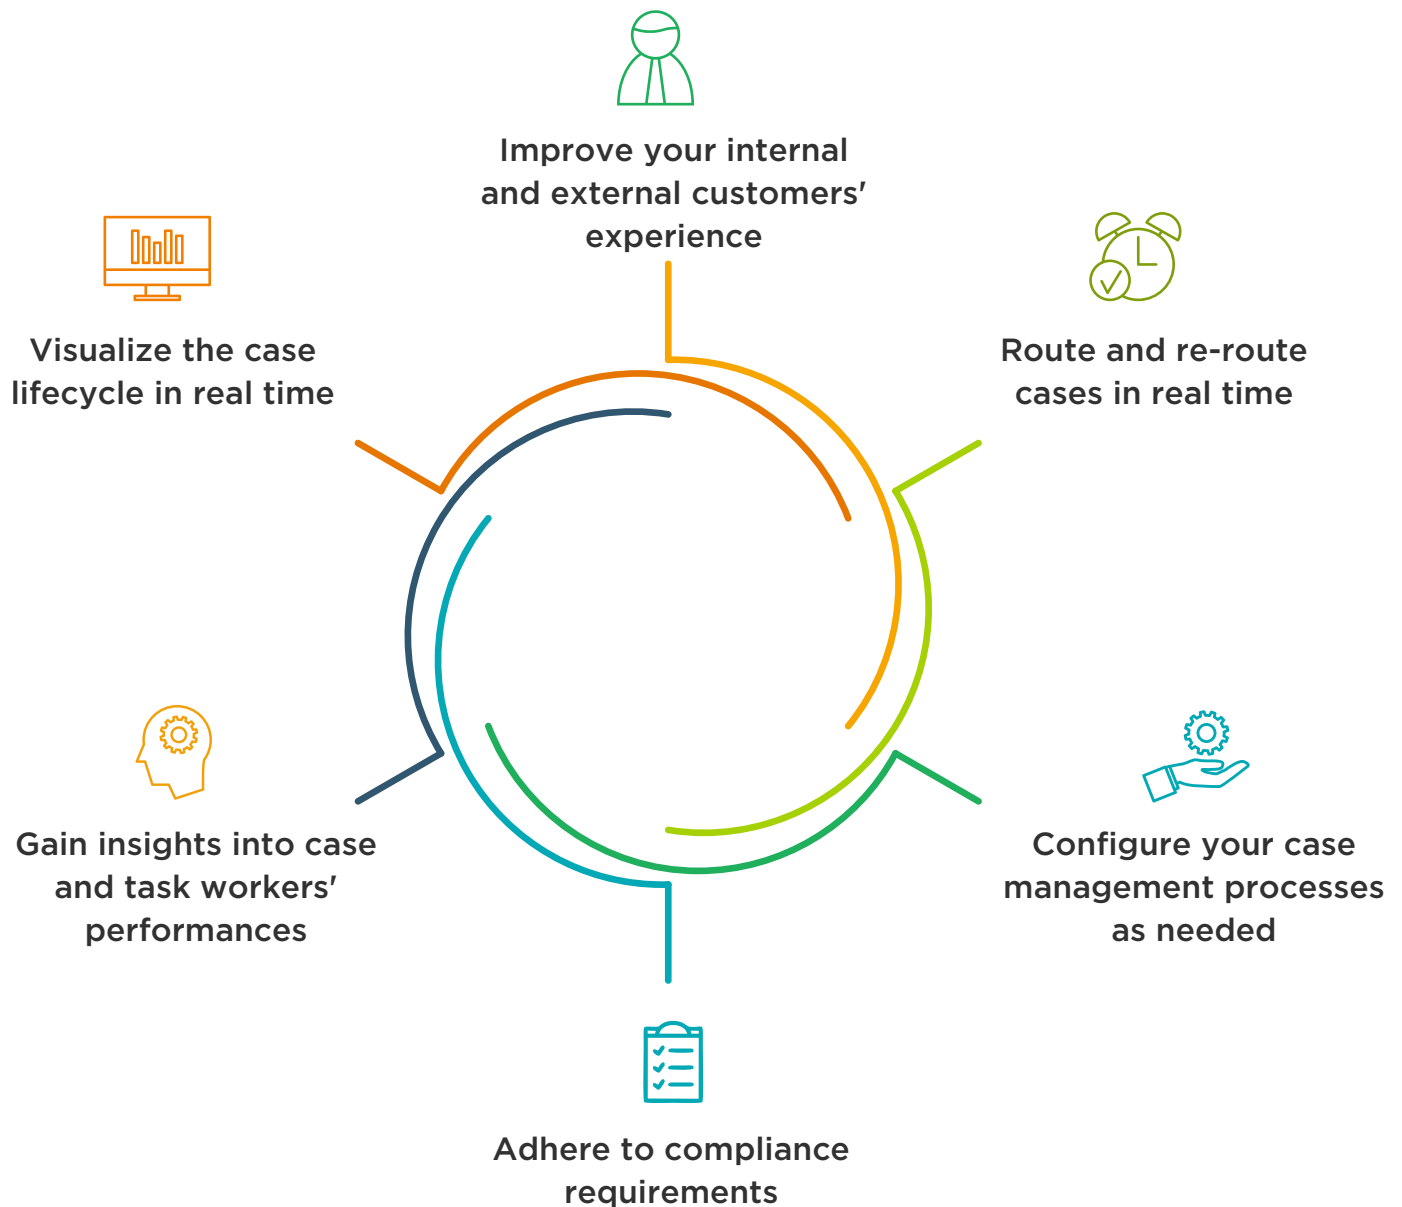 Improve your internal
and external customers'
experience
Visualize the case
lifecycle in real time
Route and re-route
cases in real time
Gain insights into case
and task workers'
performances
Configure your case
management processes
as needed
Adhere to compliance
requirements